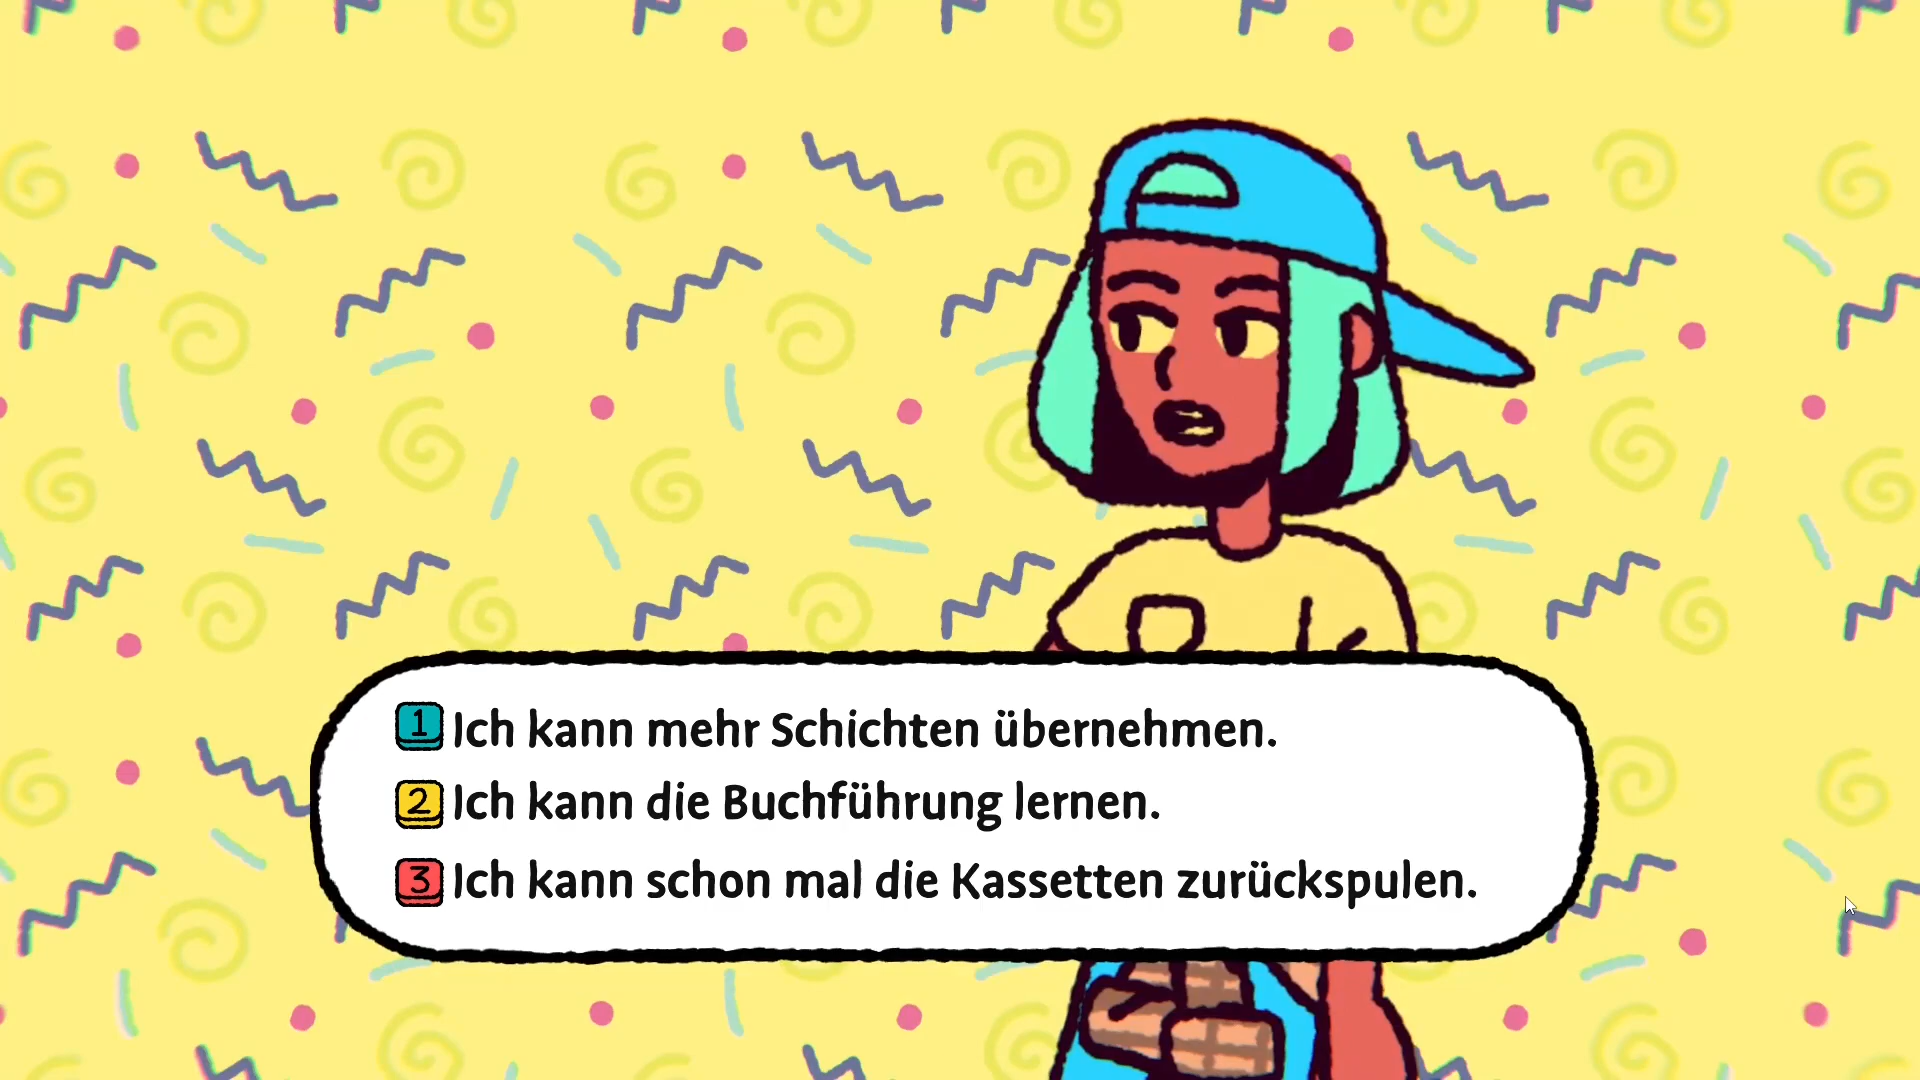 1 Ich kann mehr Schichten übernehmen.
2 Ich kann die Buchführung lernen.
3 Ich kann schon mal die Kassetten zurückspulen.